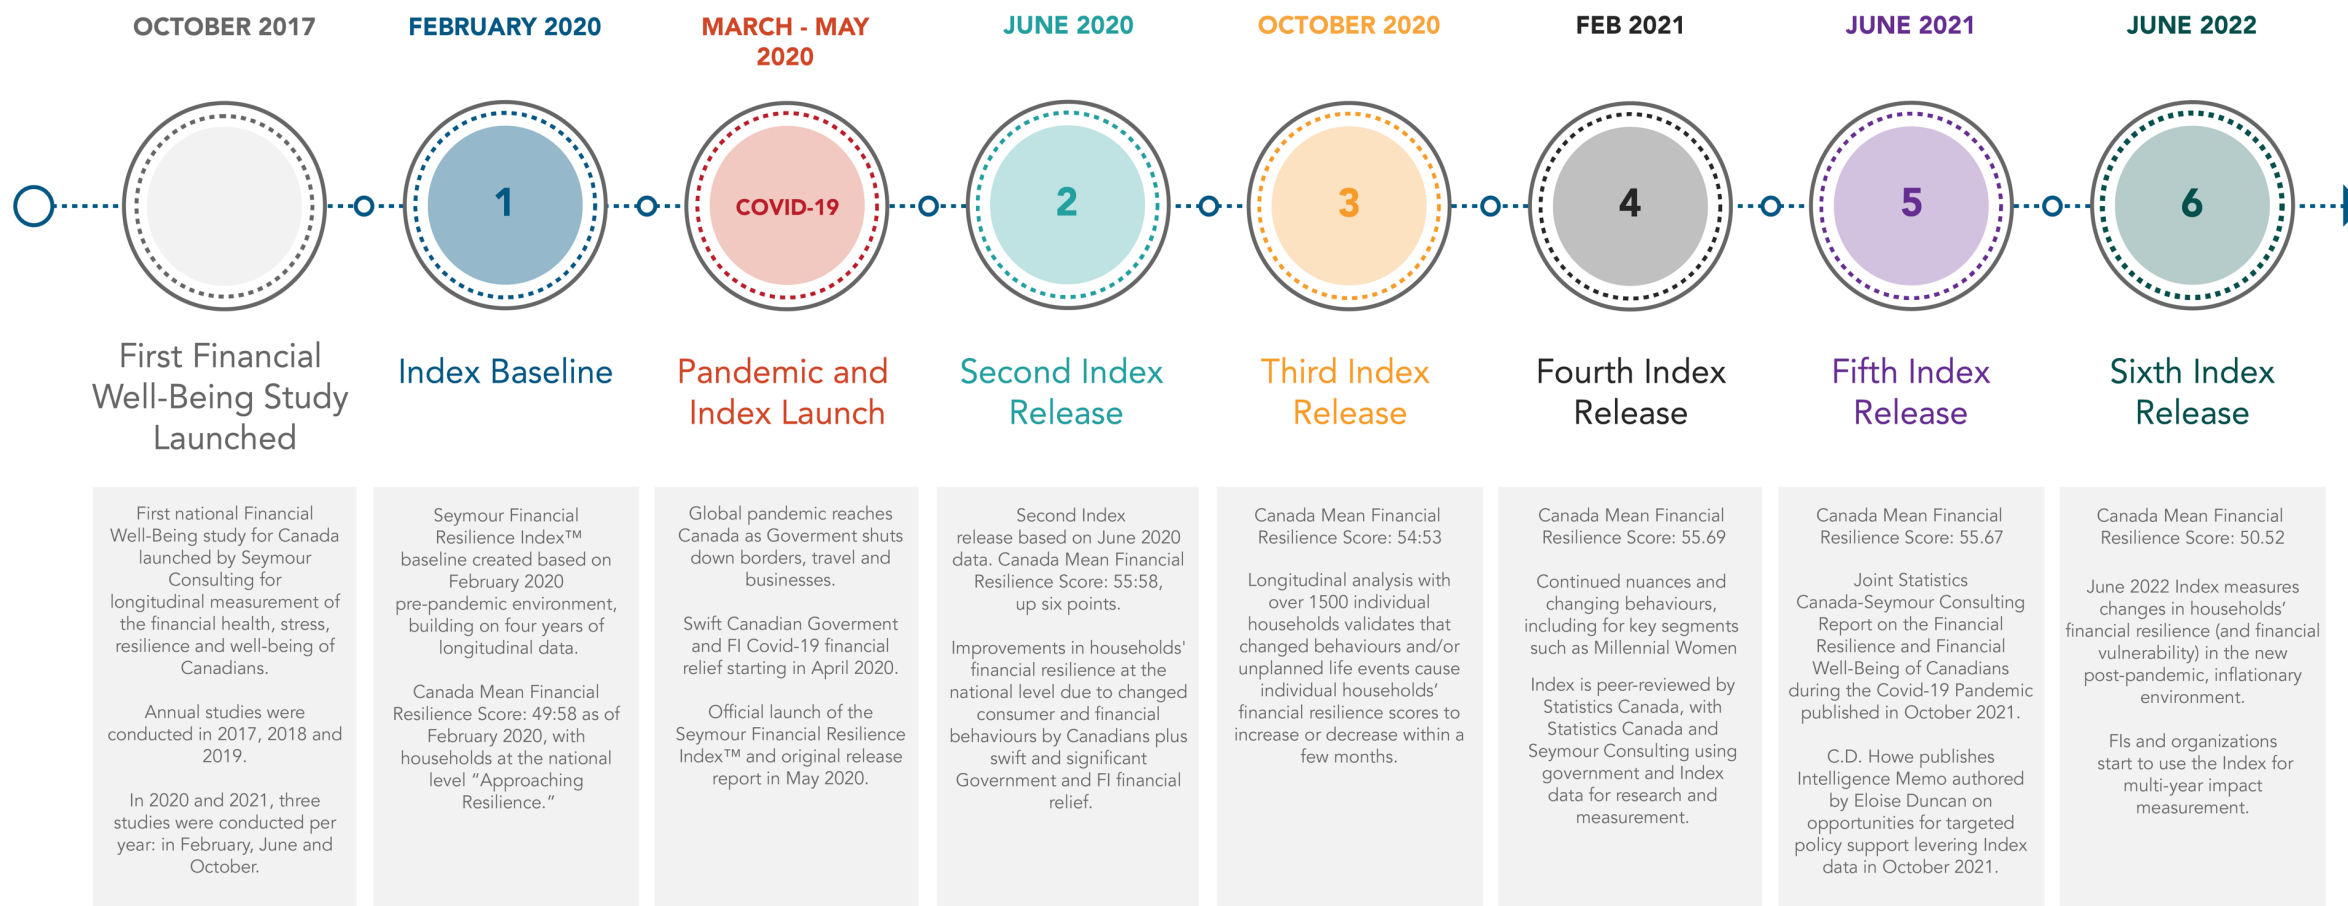 OCTOBER 2017
FEBRUARY 2020
MARCH - MAY
2020
JUNE 2020
OCTOBER 2020
FEB 2021
JUNE 2021
JUNE 2022
1
COVID-19
2
3
4
5
6
First Financial
Well-Being Study
Launched
Index Baseline
Pandemic and
Index Launch
Second Index
Release
Third Index
Release
Fourth Index
Release
Fifth Index
Release
Sixth Index
Release
First national Financial
Well-Being study for Canada
launched by Seymour
Consulting for
longitudinal measurement of
the financial health, stress,
resilience and well-being of
Canadians.
Annual studies were
conducted in 2017, 2018 and
2019.
In 2020 and 2021, three
studies were conducted per
year: in February, June and
October.
Seymour Financial
Resilience Index™
baseline created based on
February 2020
pre-pandemic environment,
building on four years of
longitudinal data.
Canada Mean Financial
Resilience Score: 49:58 as of
February 2020, with
households at the national
level “Approaching
Resilience.”
Global pandemic reaches
Canada as Goverment shuts
down borders, travel and
businesses.
Swift Canadian Goverment
and FI Covid-19 financial
relief starting in April 2020.
Official launch of the
Seymour Financial Resilience
Index™ and original release
report in May 2020.
Second Index
release based on June 2020
data. Canada Mean Financial
Resilience Score: 55:58,
up six points.
Improvements in households'
financial resilience at the
national level due to changed
consumer and financial
behaviours by Canadians plus
swift and significant
Government and FI financial
relief.
Canada Mean Financial
Resilience Score: 54:53
Longitudinal analysis with
over 1500 individual
households validates that
changed behaviours and/or
unplanned life events cause
individual households’
financial resilience scores to
increase or decrease within a
few months.
Canada Mean Financial
Resilience Score: 55.69
Continued nuances and
changing behaviours,
including for key segments
such as Millennial Women
Index is peer-reviewed by
Statistics Canada, with
Statistics Canada and
Seymour Consulting using
government and Index
data for research and
measurement.
Canada Mean Financial
Resilience Score: 55.67
Joint Statistics
Canada-Seymour Consulting
Report on the Financial
Resilience and Financial
Well-Being of Canadians
during the Covid-19 Pandemic
published in October 2021.
C.D. Howe publishes
Intelligence Memo authored
by Eloise Duncan on
opportunities for targeted
policy support levering Index
data in October 2021.
Canada Mean Financial
Resilience Score: 50.52
June 2022 Index measures
changes in households’
financial resilience (and financial
vulnerability) in the new
post-pandemic, inflationary
environment.
FIs and organizations
start to use the Index for
multi-year impact
measurement.